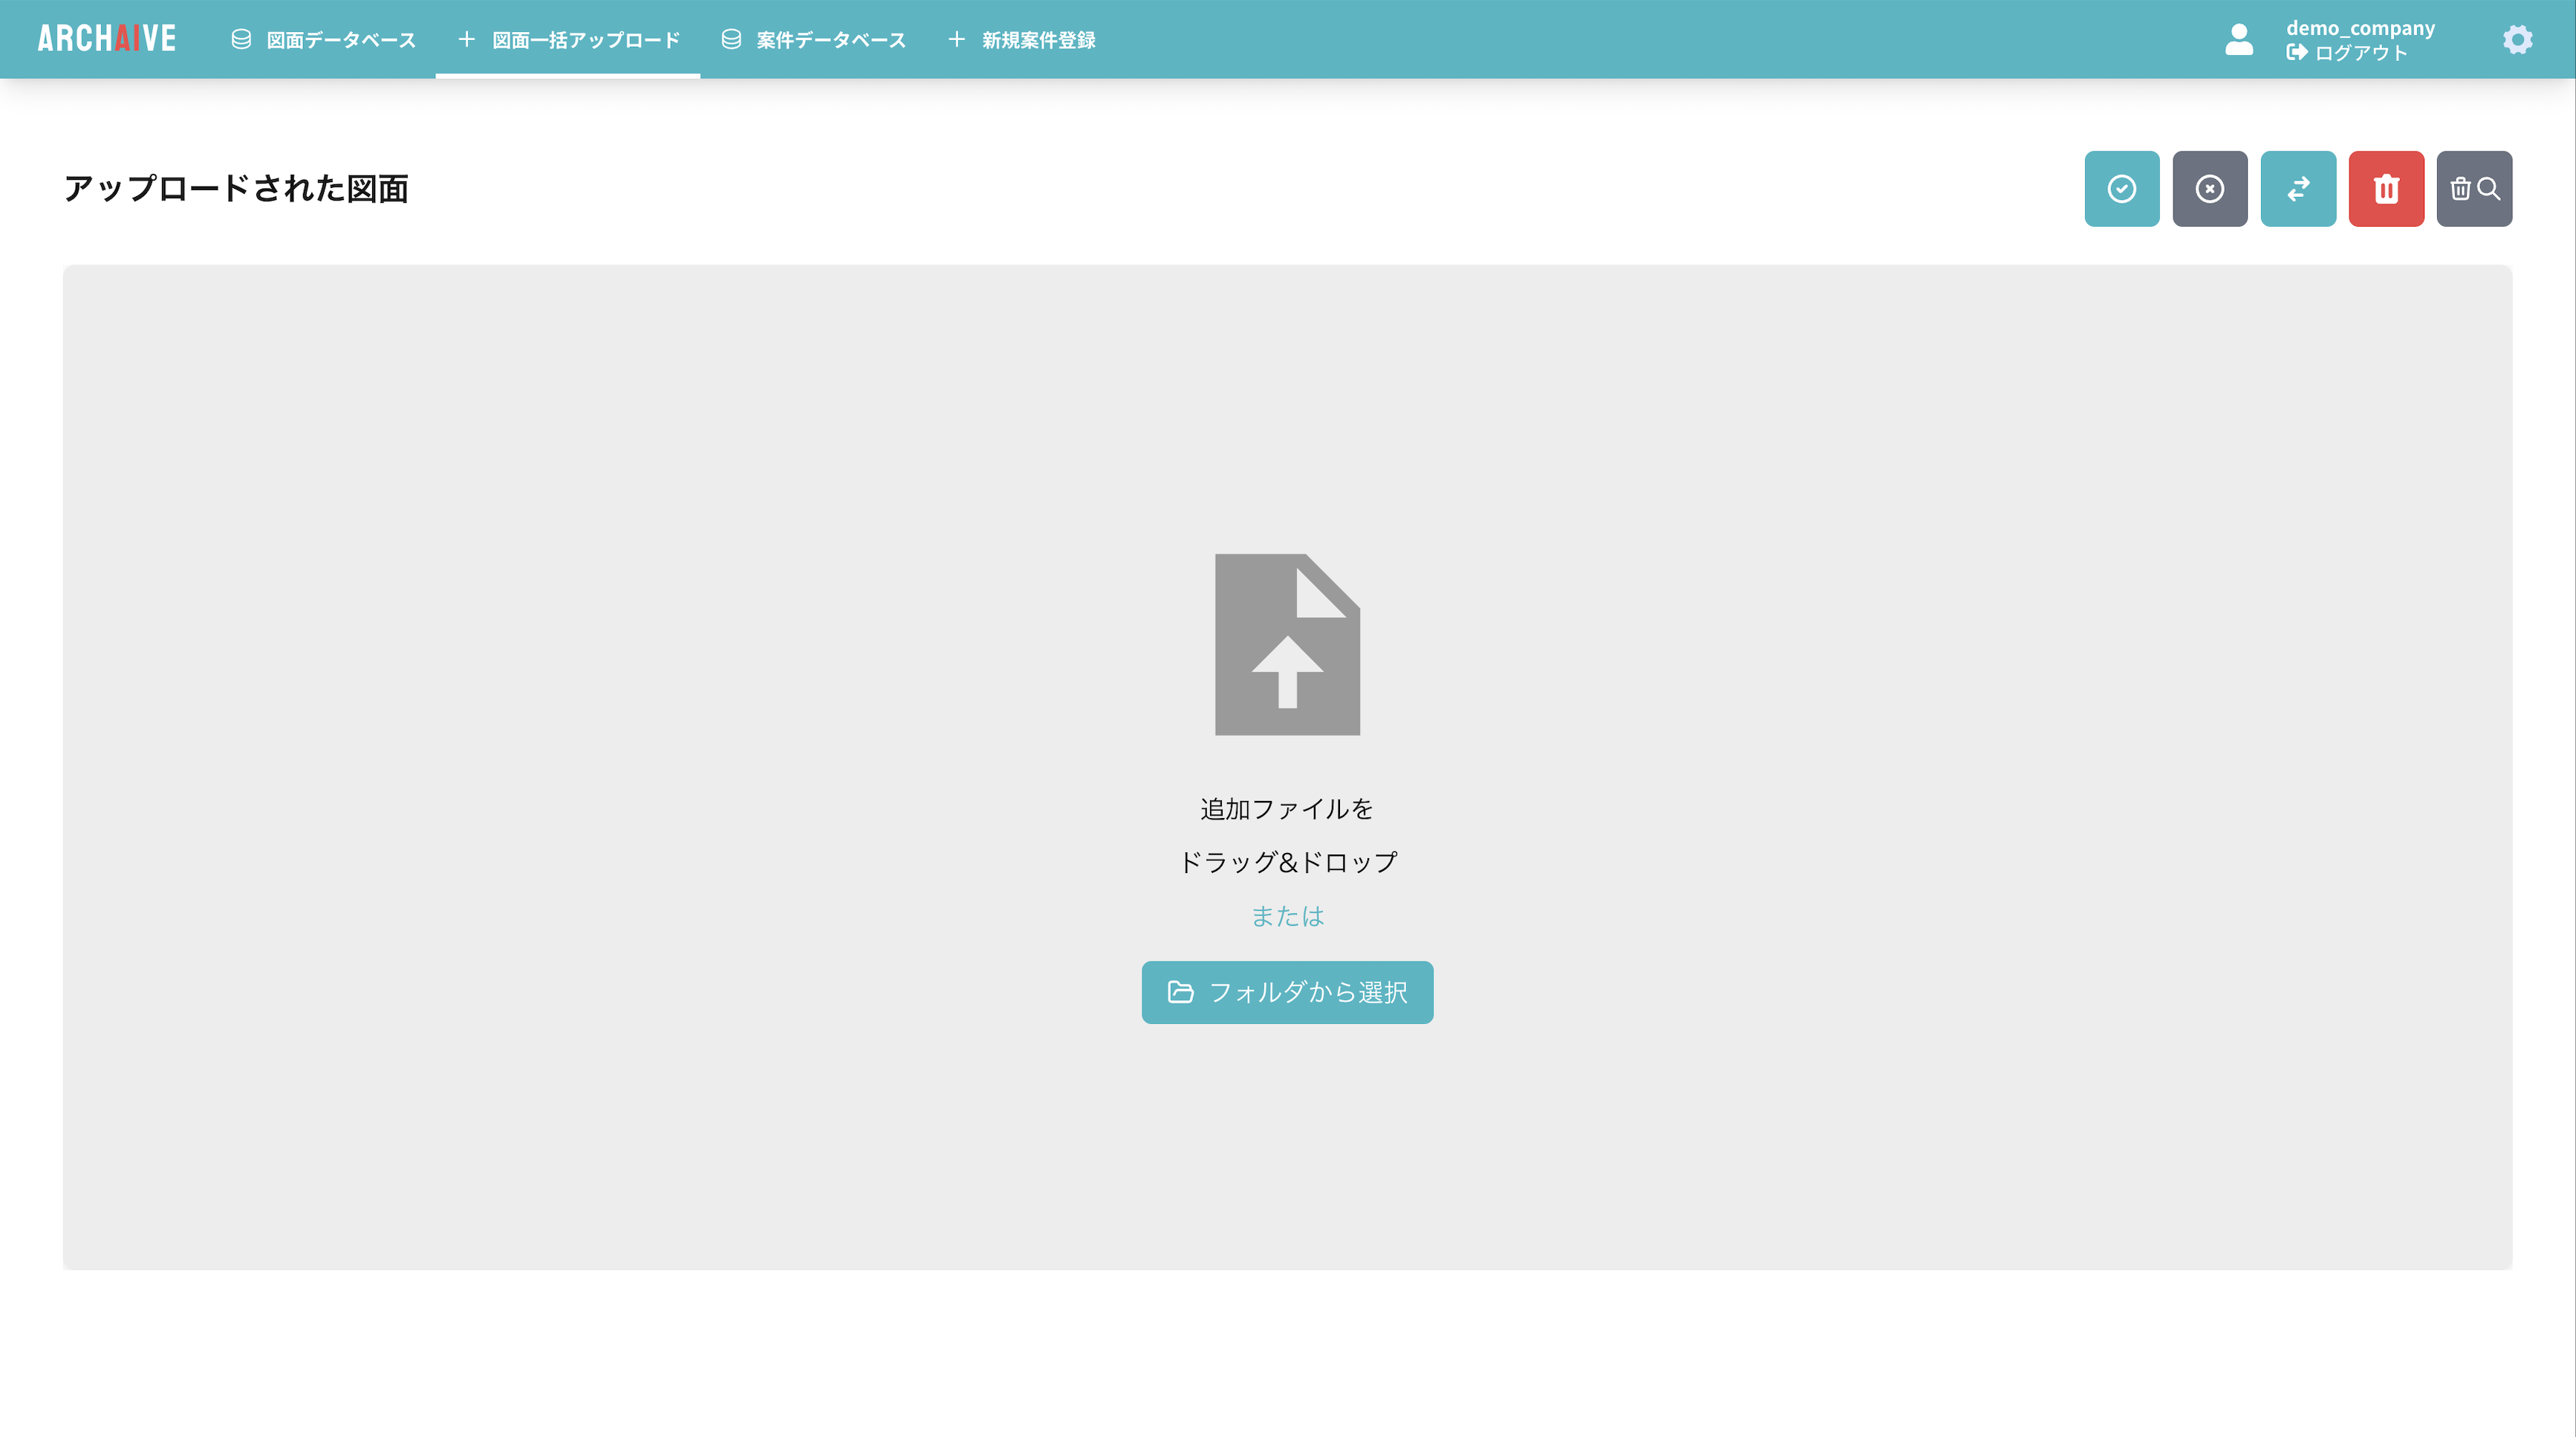 ARCHAIVE 図面データベース 図面一括アップロード 案件データベース 新規案件登録 demo_company
ログアウト
アップロードされた図面
追加ファイルを
ドラッグ&ドロップ
または
フォルダから選択